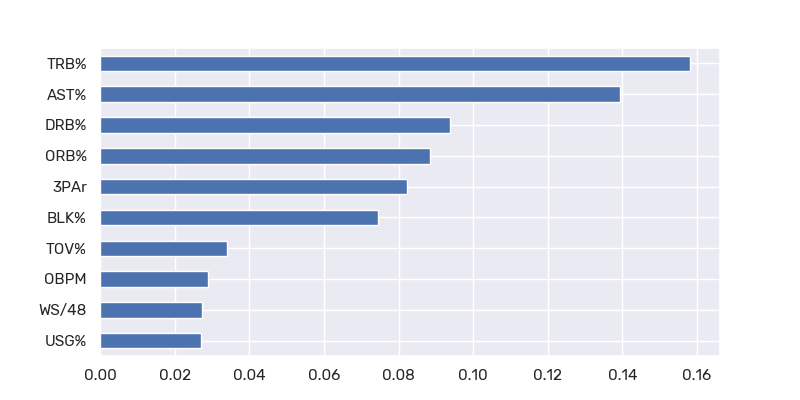 TRB%
AST%
DRB%
ORB%
3PAr
BLK%
TOV%
OBPM
WS/48
USG%
0.00 0.02 0.04 0.06 0.08 0.10 0.12 0.14 0.16